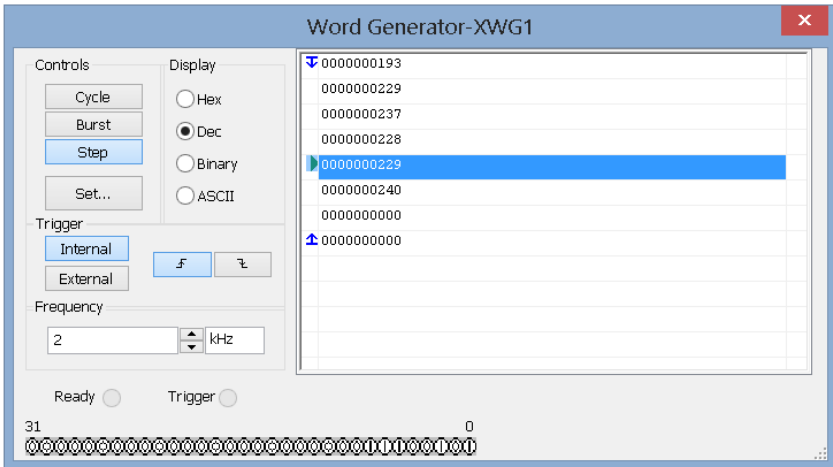 Word Generator-XWG1
x
Controls
Cycle
Burst
Step
Set...
Display
Hex
Dec
Binary
ASCII
Trigger
Internal
External
Frequency
2
kHz
Ready
Trigger
31
0
00000000000000000000000011100101
0000000193
0000000229
0000000237
0000000228
0000000229
0000000240
0000000000
0000000000